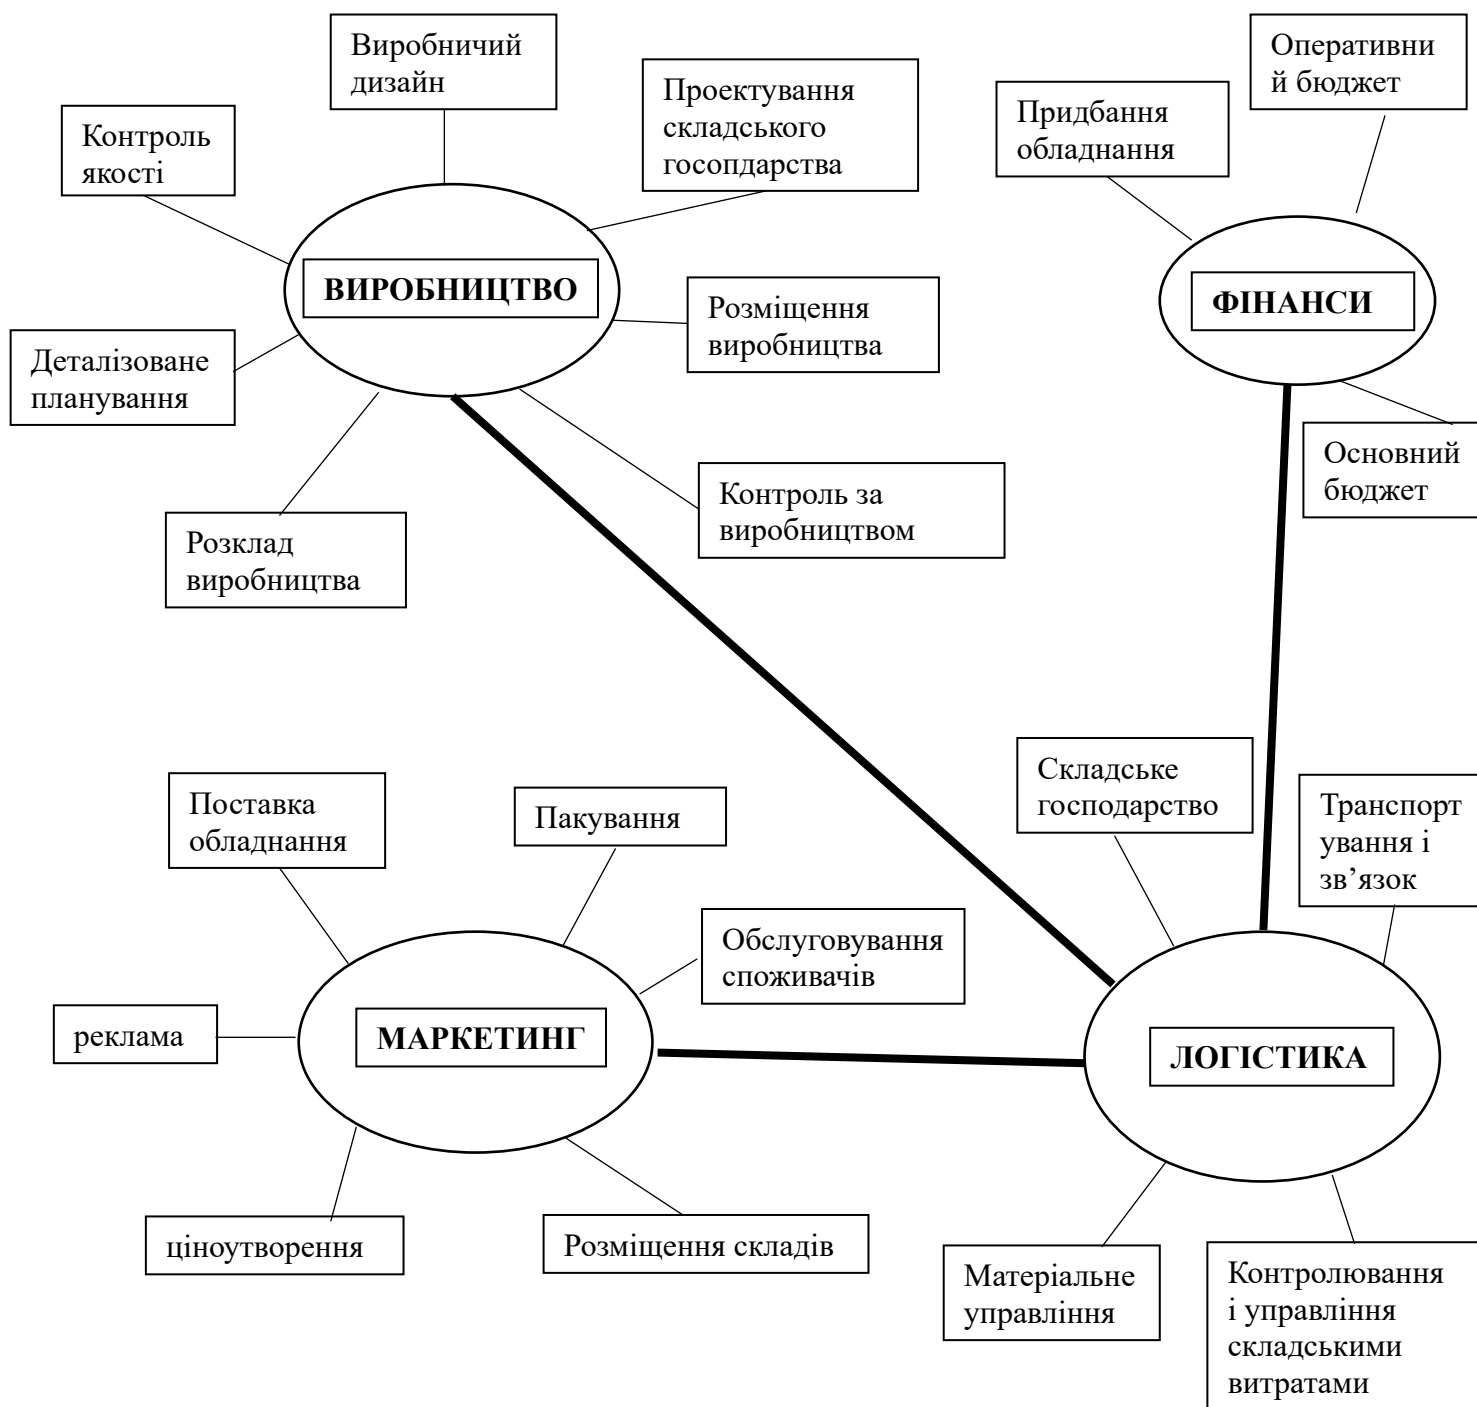 Виробничий
дизайн
Оперативни
й бюджет
Проектування
складського
госопдарства
Придбання
обладнання
Контроль
якості
ВИРОБНИЦТВО
ФІНАНСИ
Розміщення
виробництва
Деталізоване
планування
Основний
бюджет
Контроль за
виробництвом
Розклад
виробництва
Складське
господарство
Поставка
обладнання
Пакування
Транспорт
ування і
зв’язок
Обслуговування
споживачів
реклама
МАРКЕТИНГ
ЛОГІСТИКА
ціноутворення
Розміщення складів
Матеріальне
управління
Контролювання
і управління
складськими
витратами